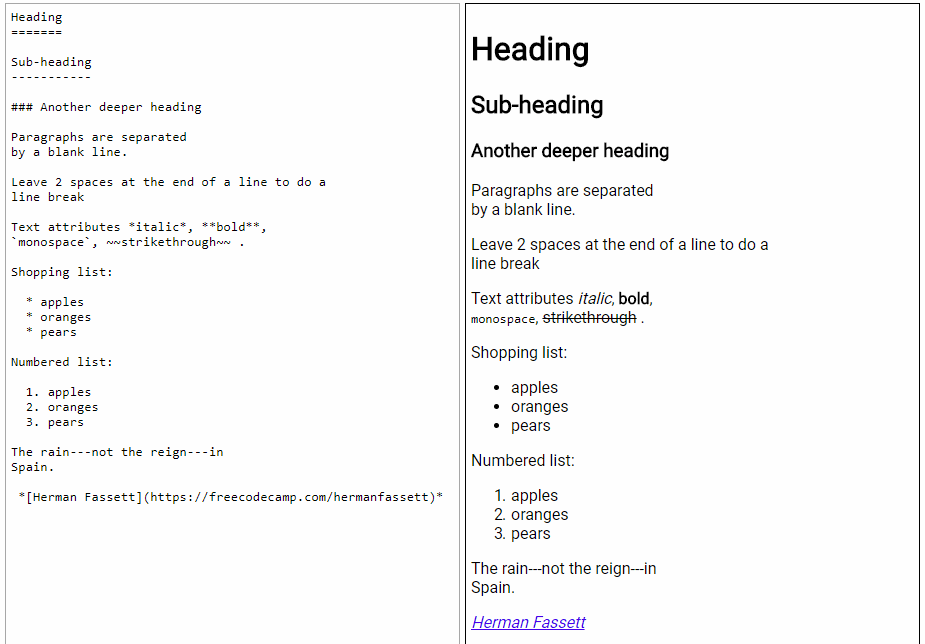 Heading
=======
Sub-heading
-----------
### Another deeper heading
Paragraphs are separated
by a blank line.
Leave 2 spaces at the end of a line to do a
line break
Text attributes *italic*, **bold**,
`monospace`, ~~strikethrough~~ .
Shopping list:
* apples
* oranges
* pears
Numbered list:
1. apples
2. oranges
3. pears
The rain---not the reign---in
Spain.
*[Herman Fassett](https://freecodecamp.com/hermanfassett)*
Heading
Sub-heading
Another deeper heading
Paragraphs are separated
by a blank line.
Leave 2 spaces at the end of a line to do a
line break
Text attributes italic, bold,
monospace, strikethrough .
Shopping list:
• apples
• oranges
• pears
Numbered list:
1. apples
2. oranges
3. pears
The rain---not the reign---in
Spain.
Herman Fassett